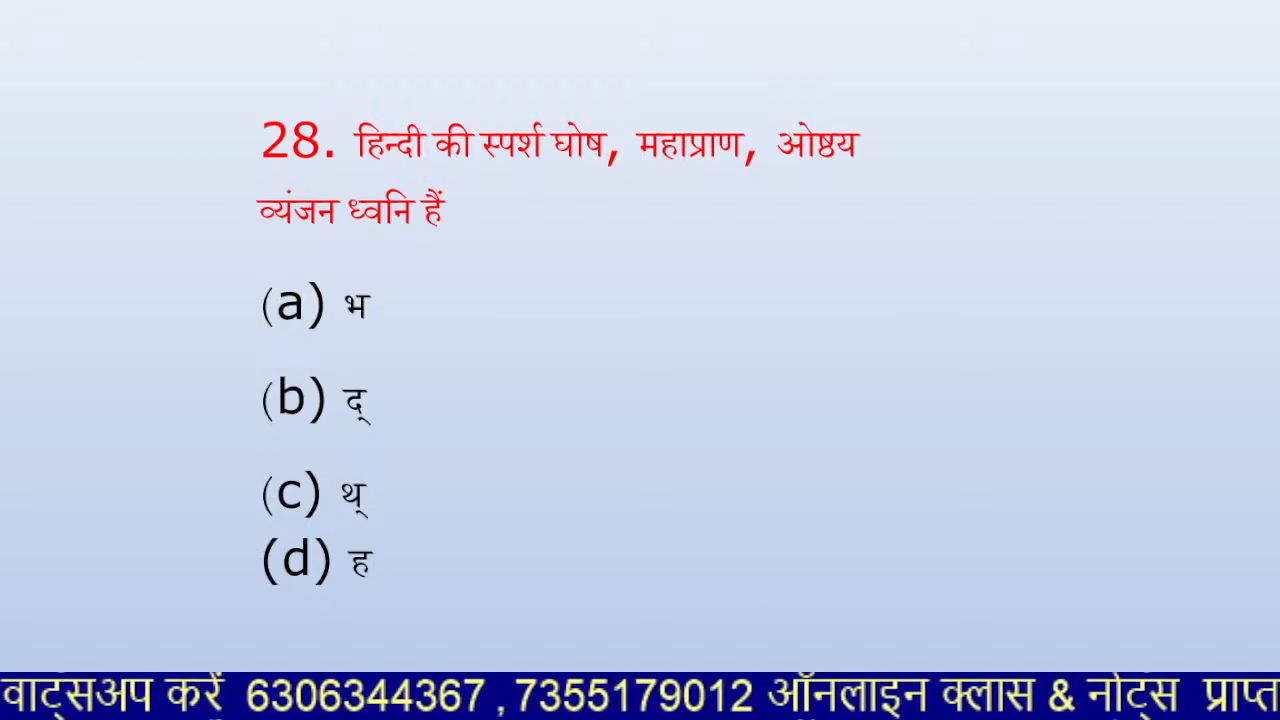 28. हिन्दी की स्पर्श घोष, महाप्राण, ओष्ठय
व्यंजन ध्वनि हैं
(a) भ
(b) द्
(c) थ्
(d) ह
वाट्सअप करें 6306344367 ,7355179012 ऑनलाइन क्लास & नोट्स प्राप्त